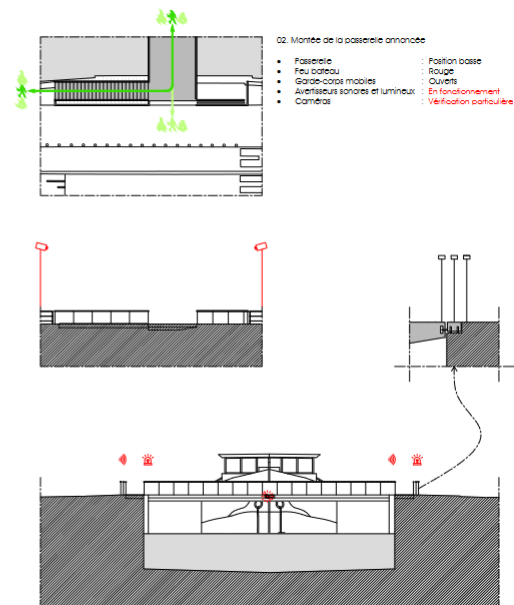 02. Montée de la passerelle annoncée
• Passerelle : Position basse
• Feu bateau : Rouge
• Garde-corps mobiles : Ouverts
• Avertisseurs sonores et lumineux : En fonctionnement
• Caméras : Vérification particulière